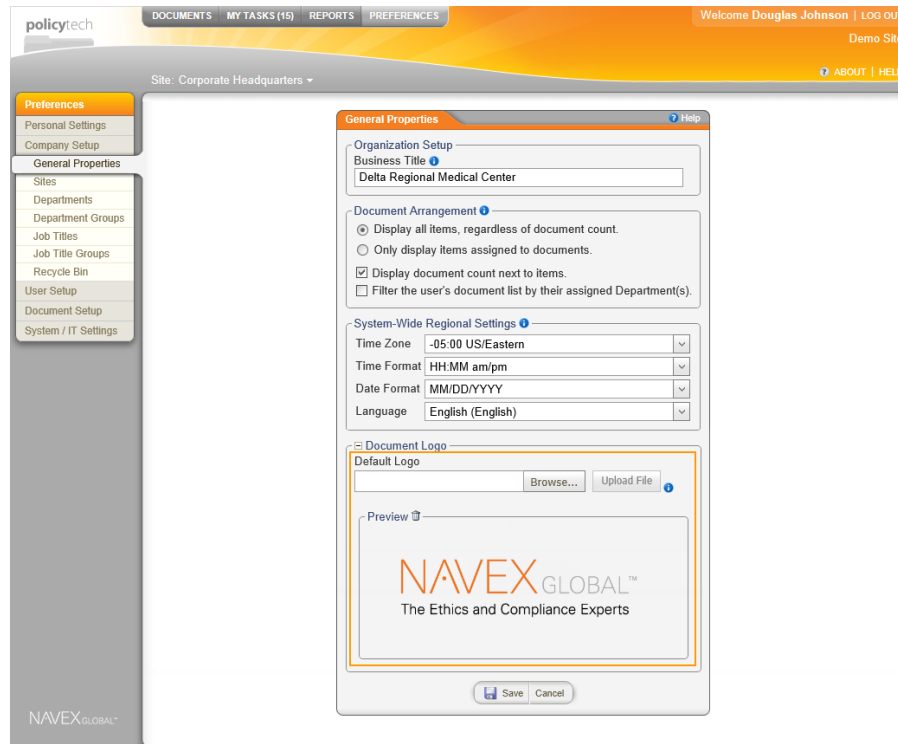 policytech
DOCUMENTS MY TASKS (15) REPORTS PREFERENCES
Welcome Douglas Johnson | LOG OU
Demo Site
Site: Corporate Headquarters
ABOUT | HEL
Preferences
Personal Settings
Company Setup
General Properties
Sites
Departments
Department Groups
Job Titles
Job Title Groups
Recycle Bin
User Setup
Document Setup
System / IT Settings
General Properties
Help
Organization Setup
Business Title
Delta Regional Medical Center
Document Arrangement
Display all items, regardless of document count.
Only display items assigned to documents.
Display document count next to items.
Filter the user's document list by their assigned Department(s).
System-Wide Regional Settings
Time Zone -05:00 US/Eastern
Time Format HH:MM am/pm
Date Format MM/DD/YYYY
Language English (English)
Document Logo
Default Logo
Browse... Upload File
Preview
NAVEX GLOBAL™
The Ethics and Compliance Experts
Save Cancel
NAVEX GLOBAL™